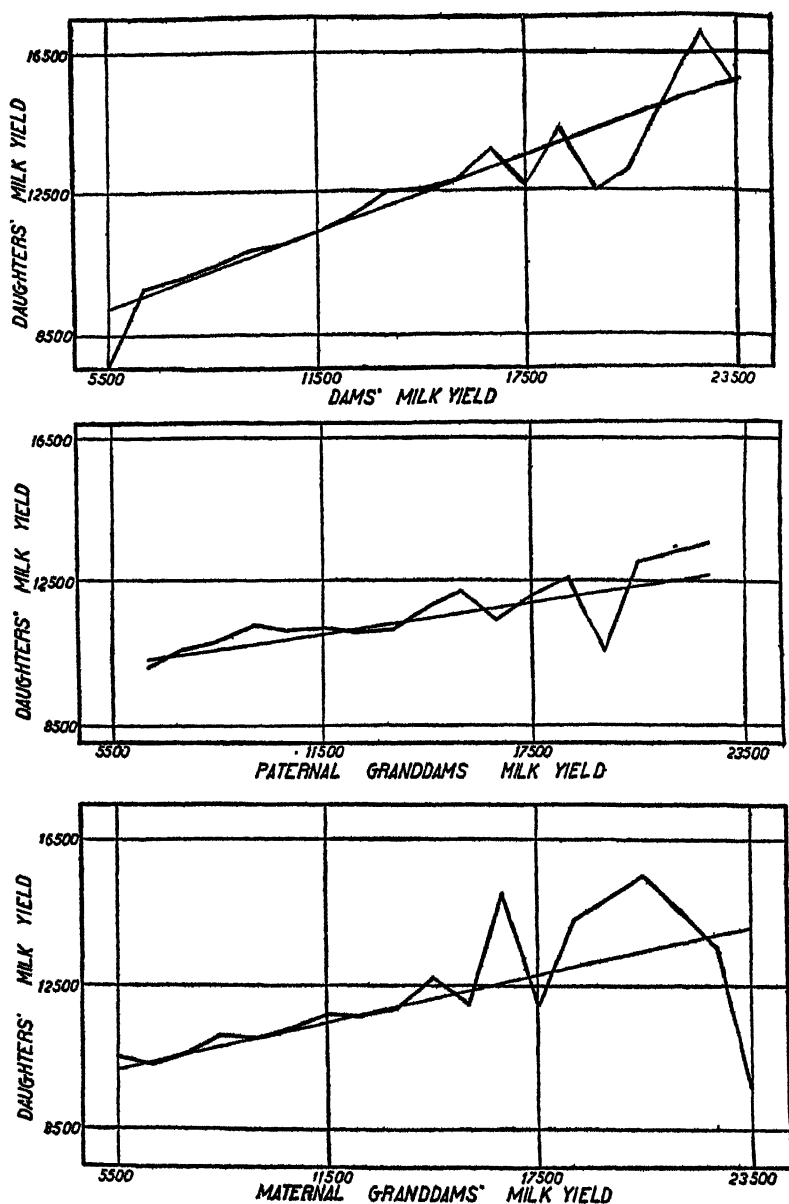 16500
12500
8500
DAUGHTERS' MILK YIELD
5500 11500 17500 23500
DAMS' MILK YIELD
16500
12500
8500
DAUGHTERS' MILK YIELD
5500 11500 17500 23500
PATERNAL GRANDDAMS MILK YIELD
16500
12500
8500
DAUGHTERS' MILK YIELD
5500 11500 17500 23500
MATERNAL GRANDDAMS' MILK YIELD